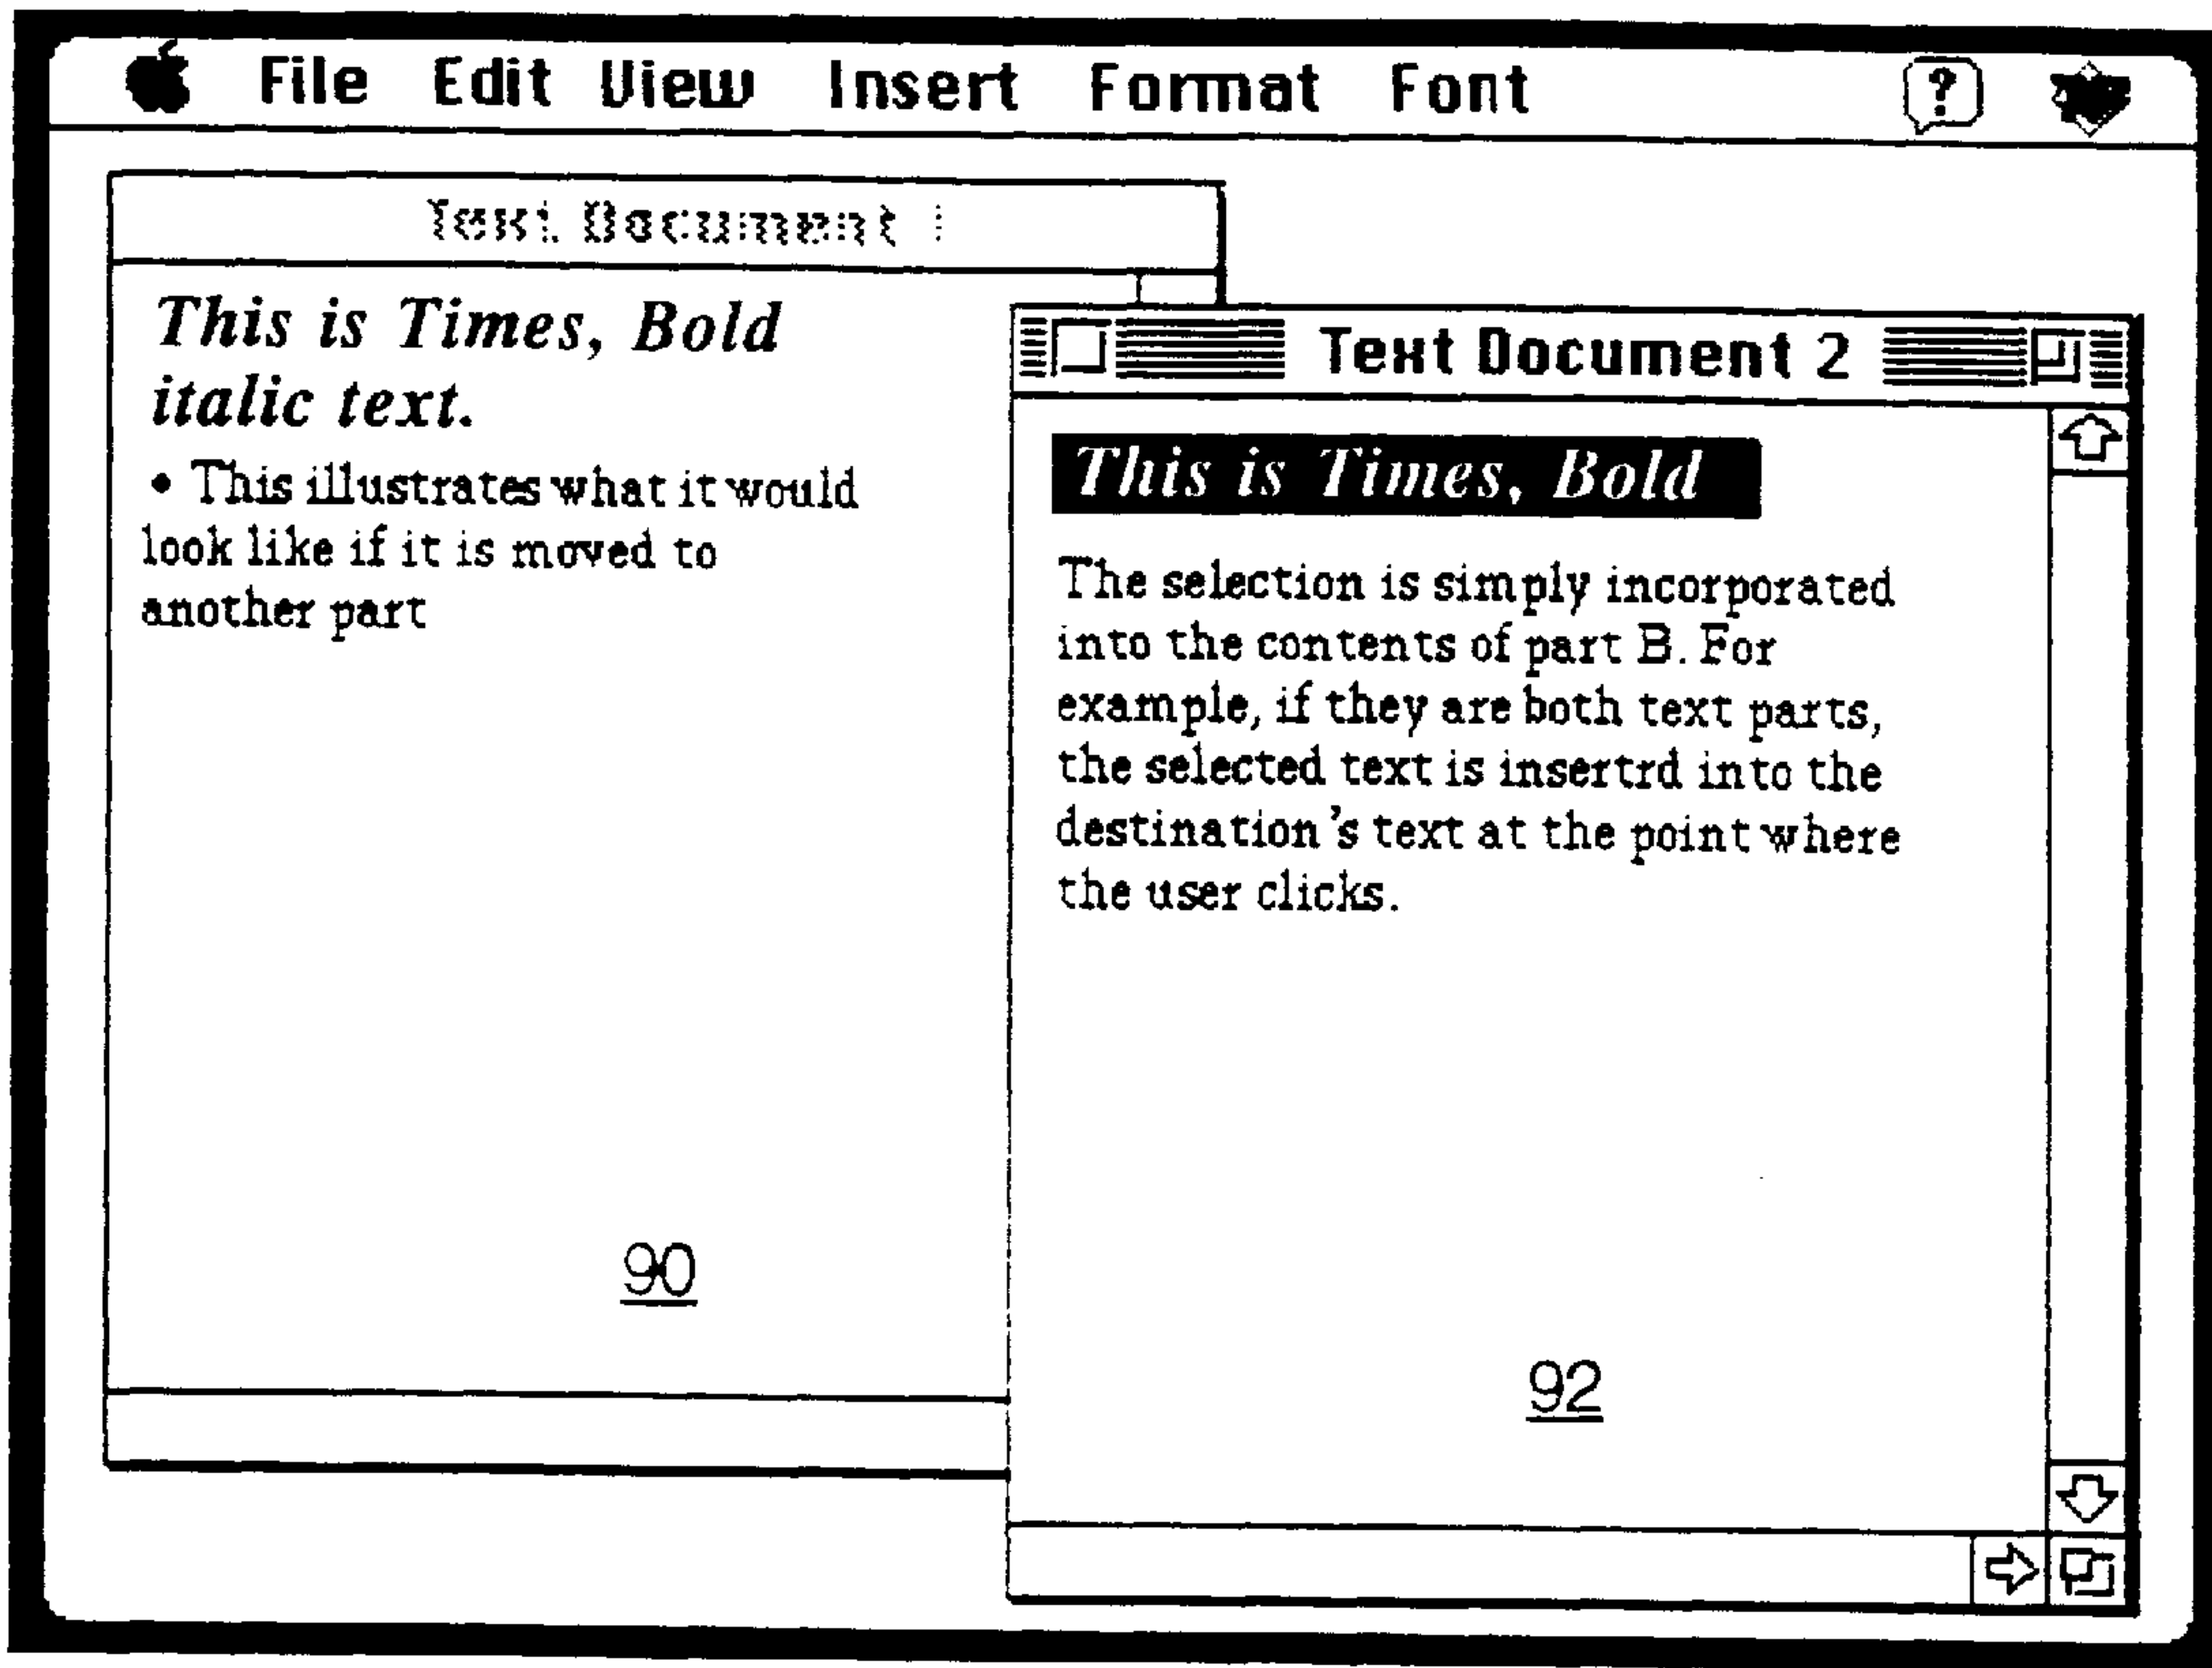 File Edit View Insert Format Font ?
Text Document 1
This is Times, Bold
italic text.
• This illustrates what it would
look like if it is moved to
another part
90
Text Document 2
This is Times, Bold
The selection is simply incorporated
into the contents of part B. For
example, if they are both text parts,
the selected text is insertrd into the
destination's text at the point where
the user clicks.
92